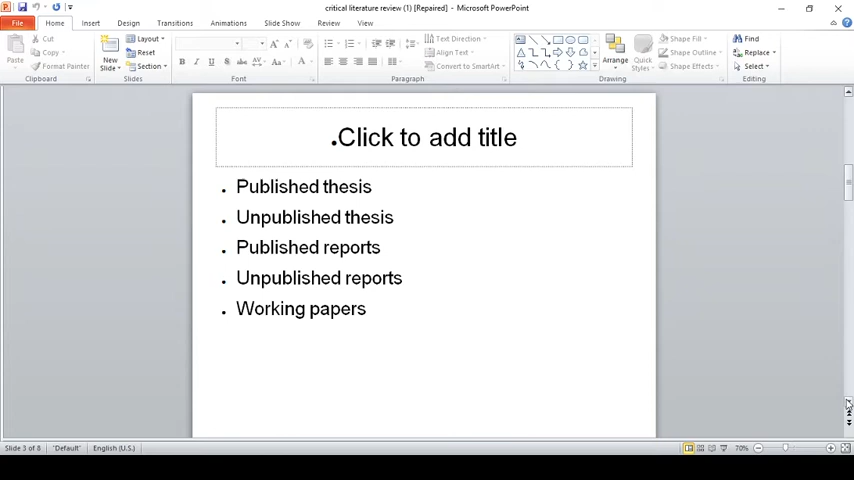 critical literature review (1) [Repaired] - Microsoft PowerPoint
File Home Insert Design Transitions Animations Slide Show Review View
Paste
Cut
Copy
Format Painter
Clipboard
New Slide
Layout
Reset
Section
Slides
B I U S abc AV Aa A
Font
Text Direction
Align Text
Convert to SmartArt
Paragraph
Arrange
Quick Styles
Shape Fill
Shape Outline
Shape Effects
Drawing
Find
Replace
Select
Editing
•Click to add title
• Published thesis
• Unpublished thesis
• Published reports
• Unpublished reports
• Working papers
Slide 3 of 8 "Default" English (U.S.) 70%